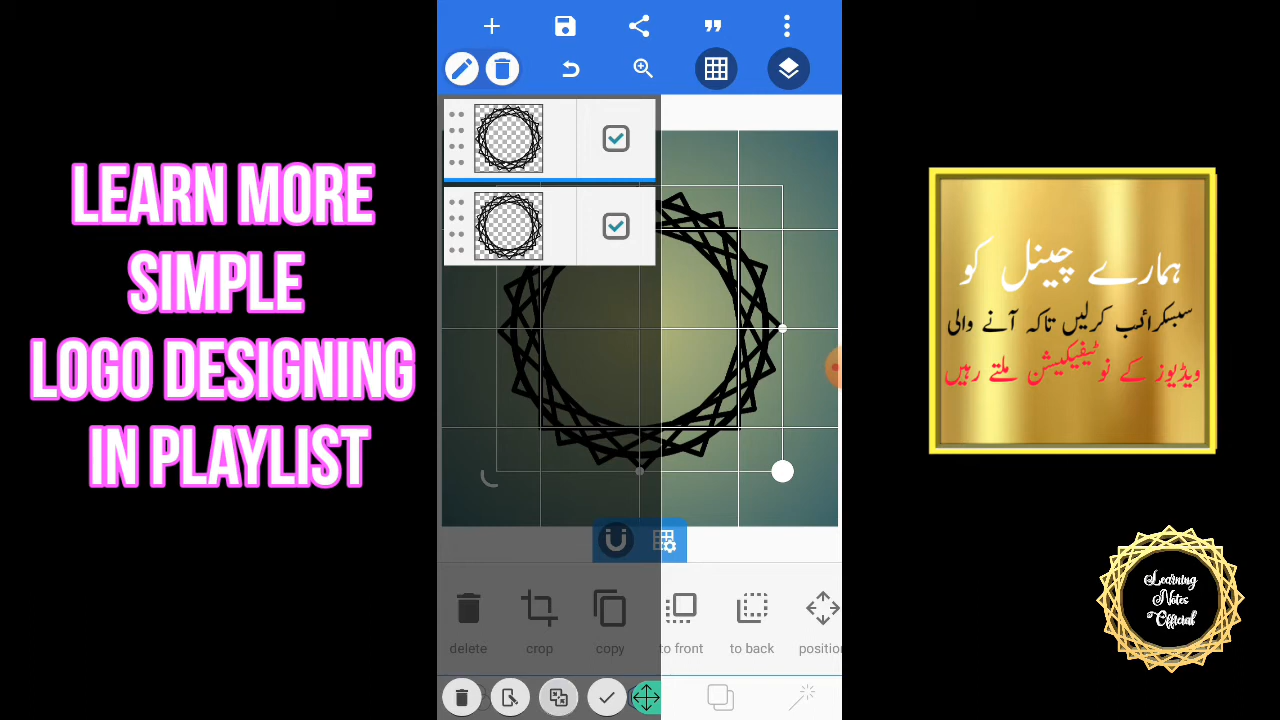 LEARN MORE
SIMPLE
LOGO DESIGNING
IN PLAYLIST
delete
crop
copy
to front
to back
position
ہمارے چینل کو
سبسکرائب کرلیں تاکہ آنے والی
ویڈیوز کے نوٹیفیکیشن ملتے رہیں
Learning
Notes
Official